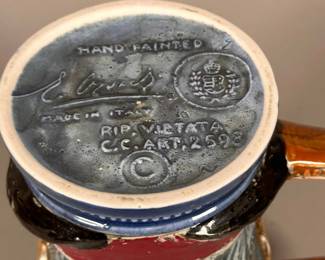 HAND PAINTED
MADE IN ITALY
RIP. VIETATA
C.C. ART. 2598
©